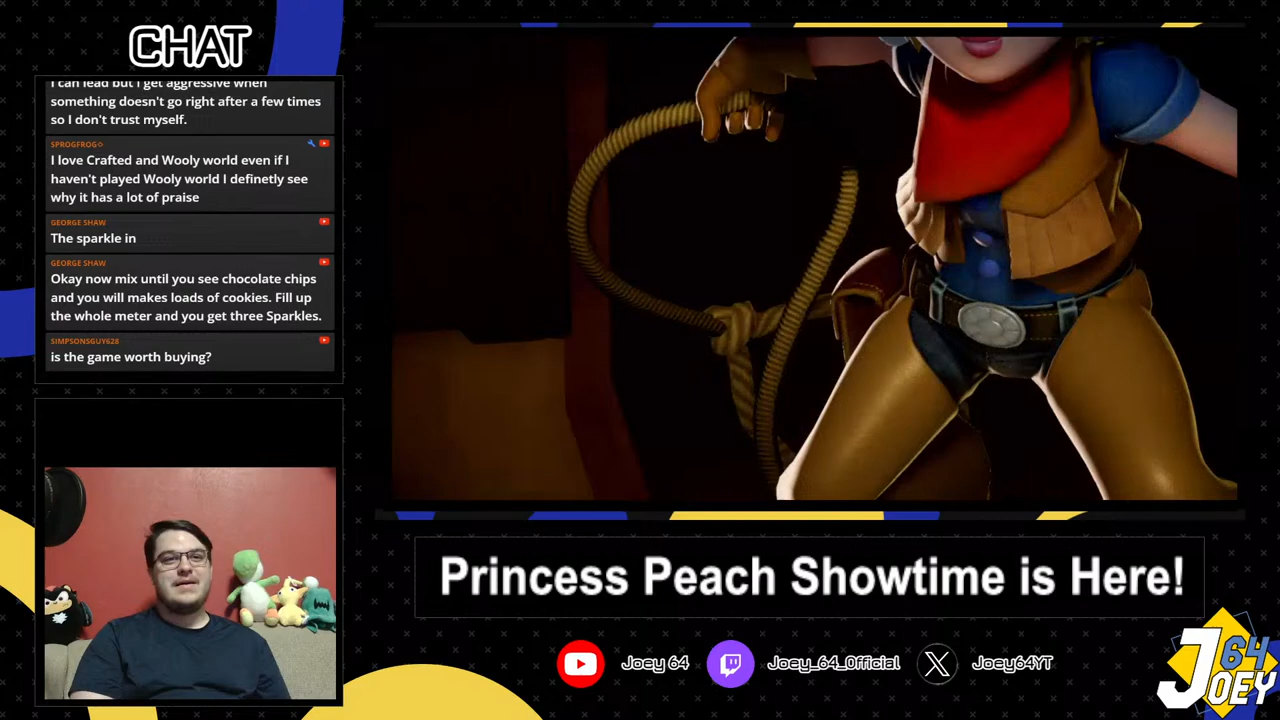 CHAT
I can lead but I get aggressive when
something doesn't go right after a few times
so I don't trust myself.
SPROGFROG
I love Crafted and Wooly world even if I
haven't played Wooly world I definetly see
why it has a lot of praise
GEORGE SHAW
The sparkle in
GEORGE SHAW
Okay now mix until you see chocolate chips
and you will makes loads of cookies. Fill up
the whole meter and you get three Sparkles.
SIMPSONSGUY628
is the game worth buying?
Princess Peach Showtime is Here!
Joey 64
Joey_64_Official
Joey64YT
JOEY
64